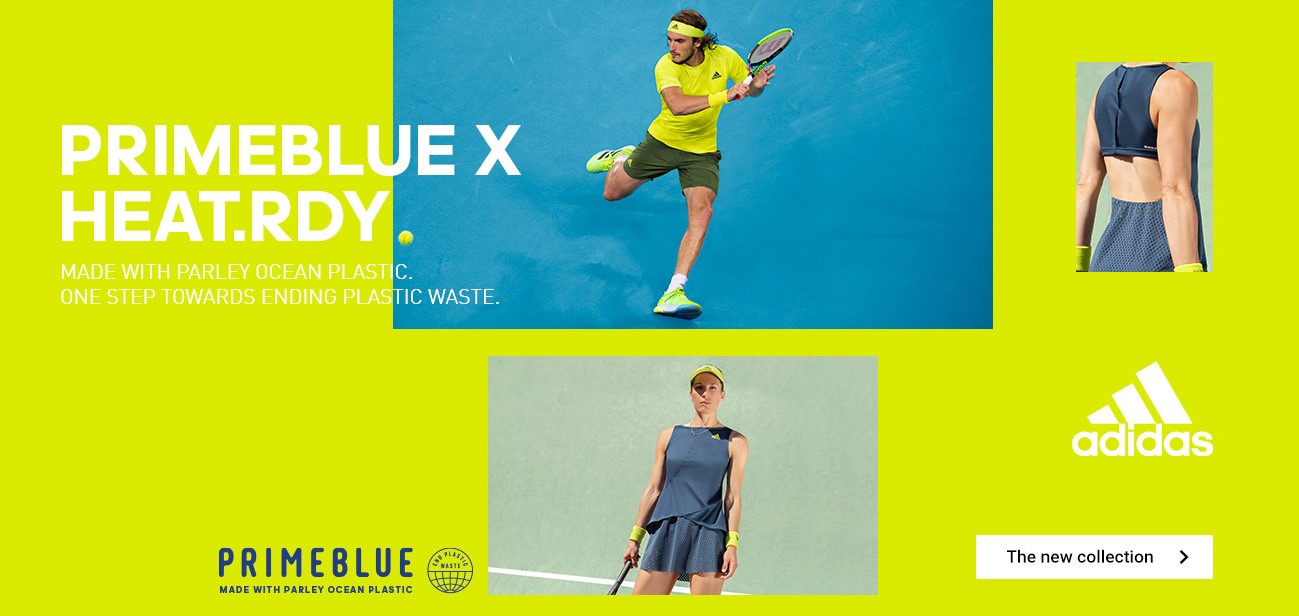 PRIMEBLUE X
HEAT.RDY
MADE WITH PARLEY OCEAN PLASTIC.
ONE STEP TOWARDS ENDING PLASTIC WASTE.
adidas
PRIMEBLUE
MADE WITH PARLEY OCEAN PLASTIC
END PLASTIC
WASTE
The new collection